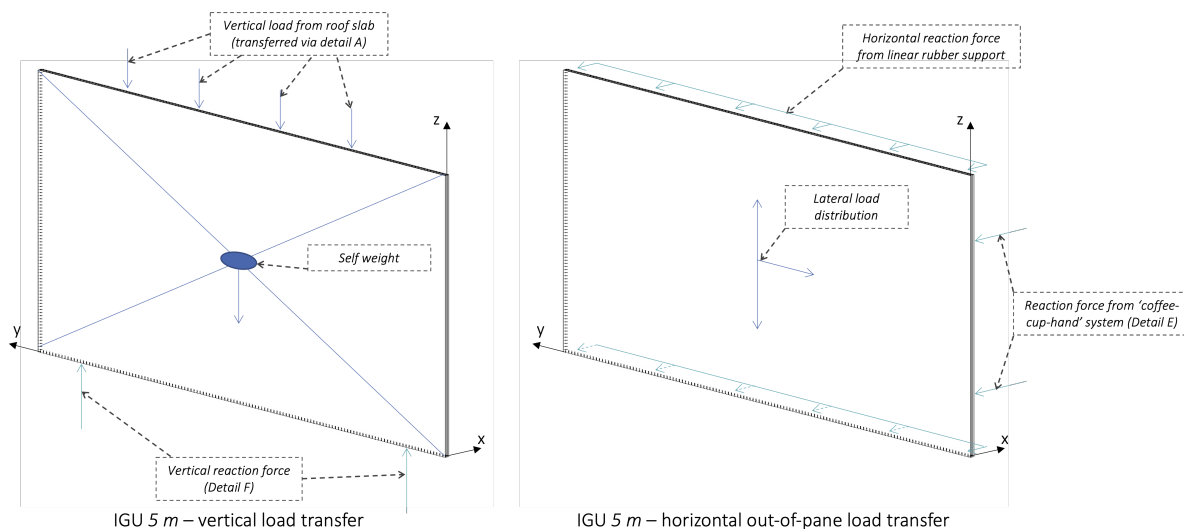 Vertical load from roof slab
(transferred via detail A)
z
Self weight
y
x
Vertical reaction force
(Detail F)
IGU 5 m – vertical load transfer
Horizontal reaction force
from linear rubber support
z
Lateral load
distribution
Reaction force from ‘coffee-
cup-hand’ system (Detail E)
y
x
IGU 5 m – horizontal out-of-pane load transfer